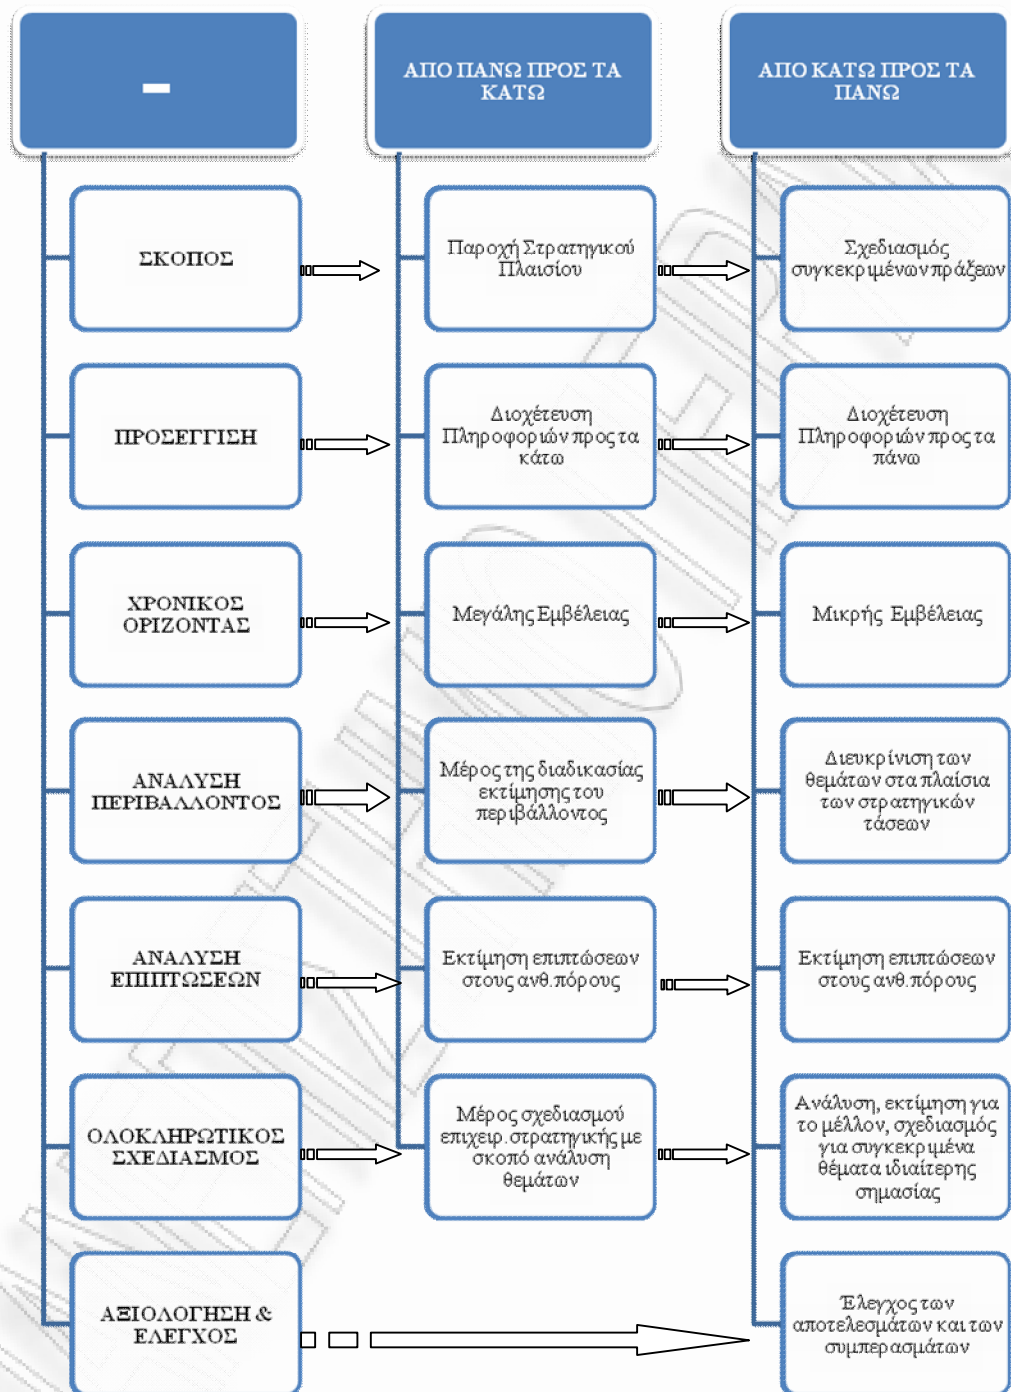 -
ΑΠΟ ΠΑΝΩ ΠΡΟΣ ΤΑ
ΚΑΤΩ
ΑΠΟ ΚΑΤΩ ΠΡΟΣ ΤΑ
ΠΑΝΩ
ΣΚΟΠΟΣ
Παροχή Στρατηγικού
Πλαισίου
Σχεδιασμός
συγκεκριμένων πράξεων
ΠΡΟΣΕΓΓΙΣΗ
Διοχέτευση
Πληροφοριών προς τα
κάτω
Διοχέτευση
Πληροφοριών προς τα
πάνω
ΧΡΟΝΙΚΟΣ
ΟΡΙΖΟΝΤΑΣ
Μεγάλης Εμβέλειας
Μικρής Εμβέλειας
ΑΝΑΛΥΣΗ
ΠΕΡΙΒΑΛΛΟΝΤΟΣ
Μέρος της διαδικασίας
εκτίμησης του
περιβάλλοντος
Διευκρίνιση των
θεμάτων στα πλαίσια
των στρατηγικών
τάσεων
ΑΝΑΛΥΣΗ
ΕΠΙΠΤΩΣΕΩΝ
Εκτίμηση επιπτώσεων
στους ανθ.πόρους
Εκτίμηση επιπτώσεων
στους ανθ.πόρους
ΟΛΟΚΛΗΡΩΤΙΚΟΣ
ΣΧΕΔΙΑΣΜΟΣ
Μέρος σχεδιασμού
επιχειρ.στρατηγικής με
σκοπό ανάλυση
θεμάτων
Ανάλυση, εκτίμηση για
το μέλλον, σχεδιασμός
για συγκεκριμένα
θέματα ιδιαίτερης
σημασίας
ΑΞΙΟΛΟΓΗΣΗ &
ΕΛΕΓΧΟΣ
Έλεγχος των
αποτελεσμάτων και των
συμπερασμάτων